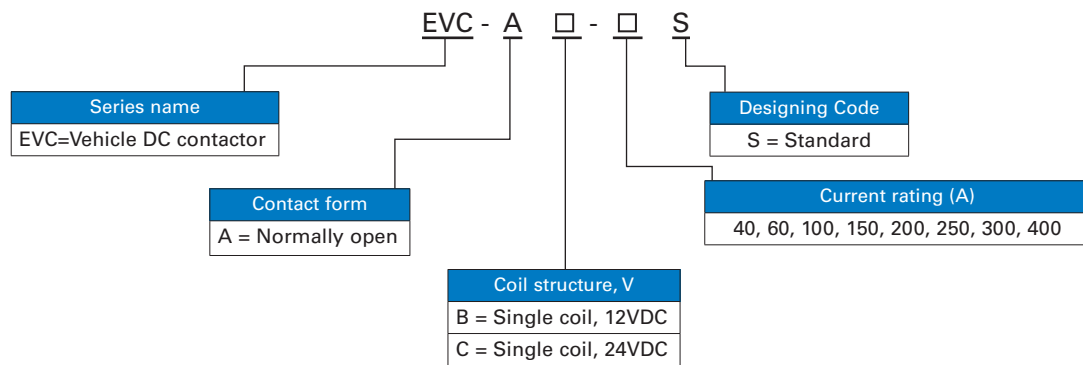 EVC - A □ - □ S
Series name
EVC=Vehicle DC contactor
Designing Code
S = Standard
Contact form
A = Normally open
Current rating (A)
40, 60, 100, 150, 200, 250, 300, 400
Coil structure, V
B = Single coil, 12VDC
C = Single coil, 24VDC